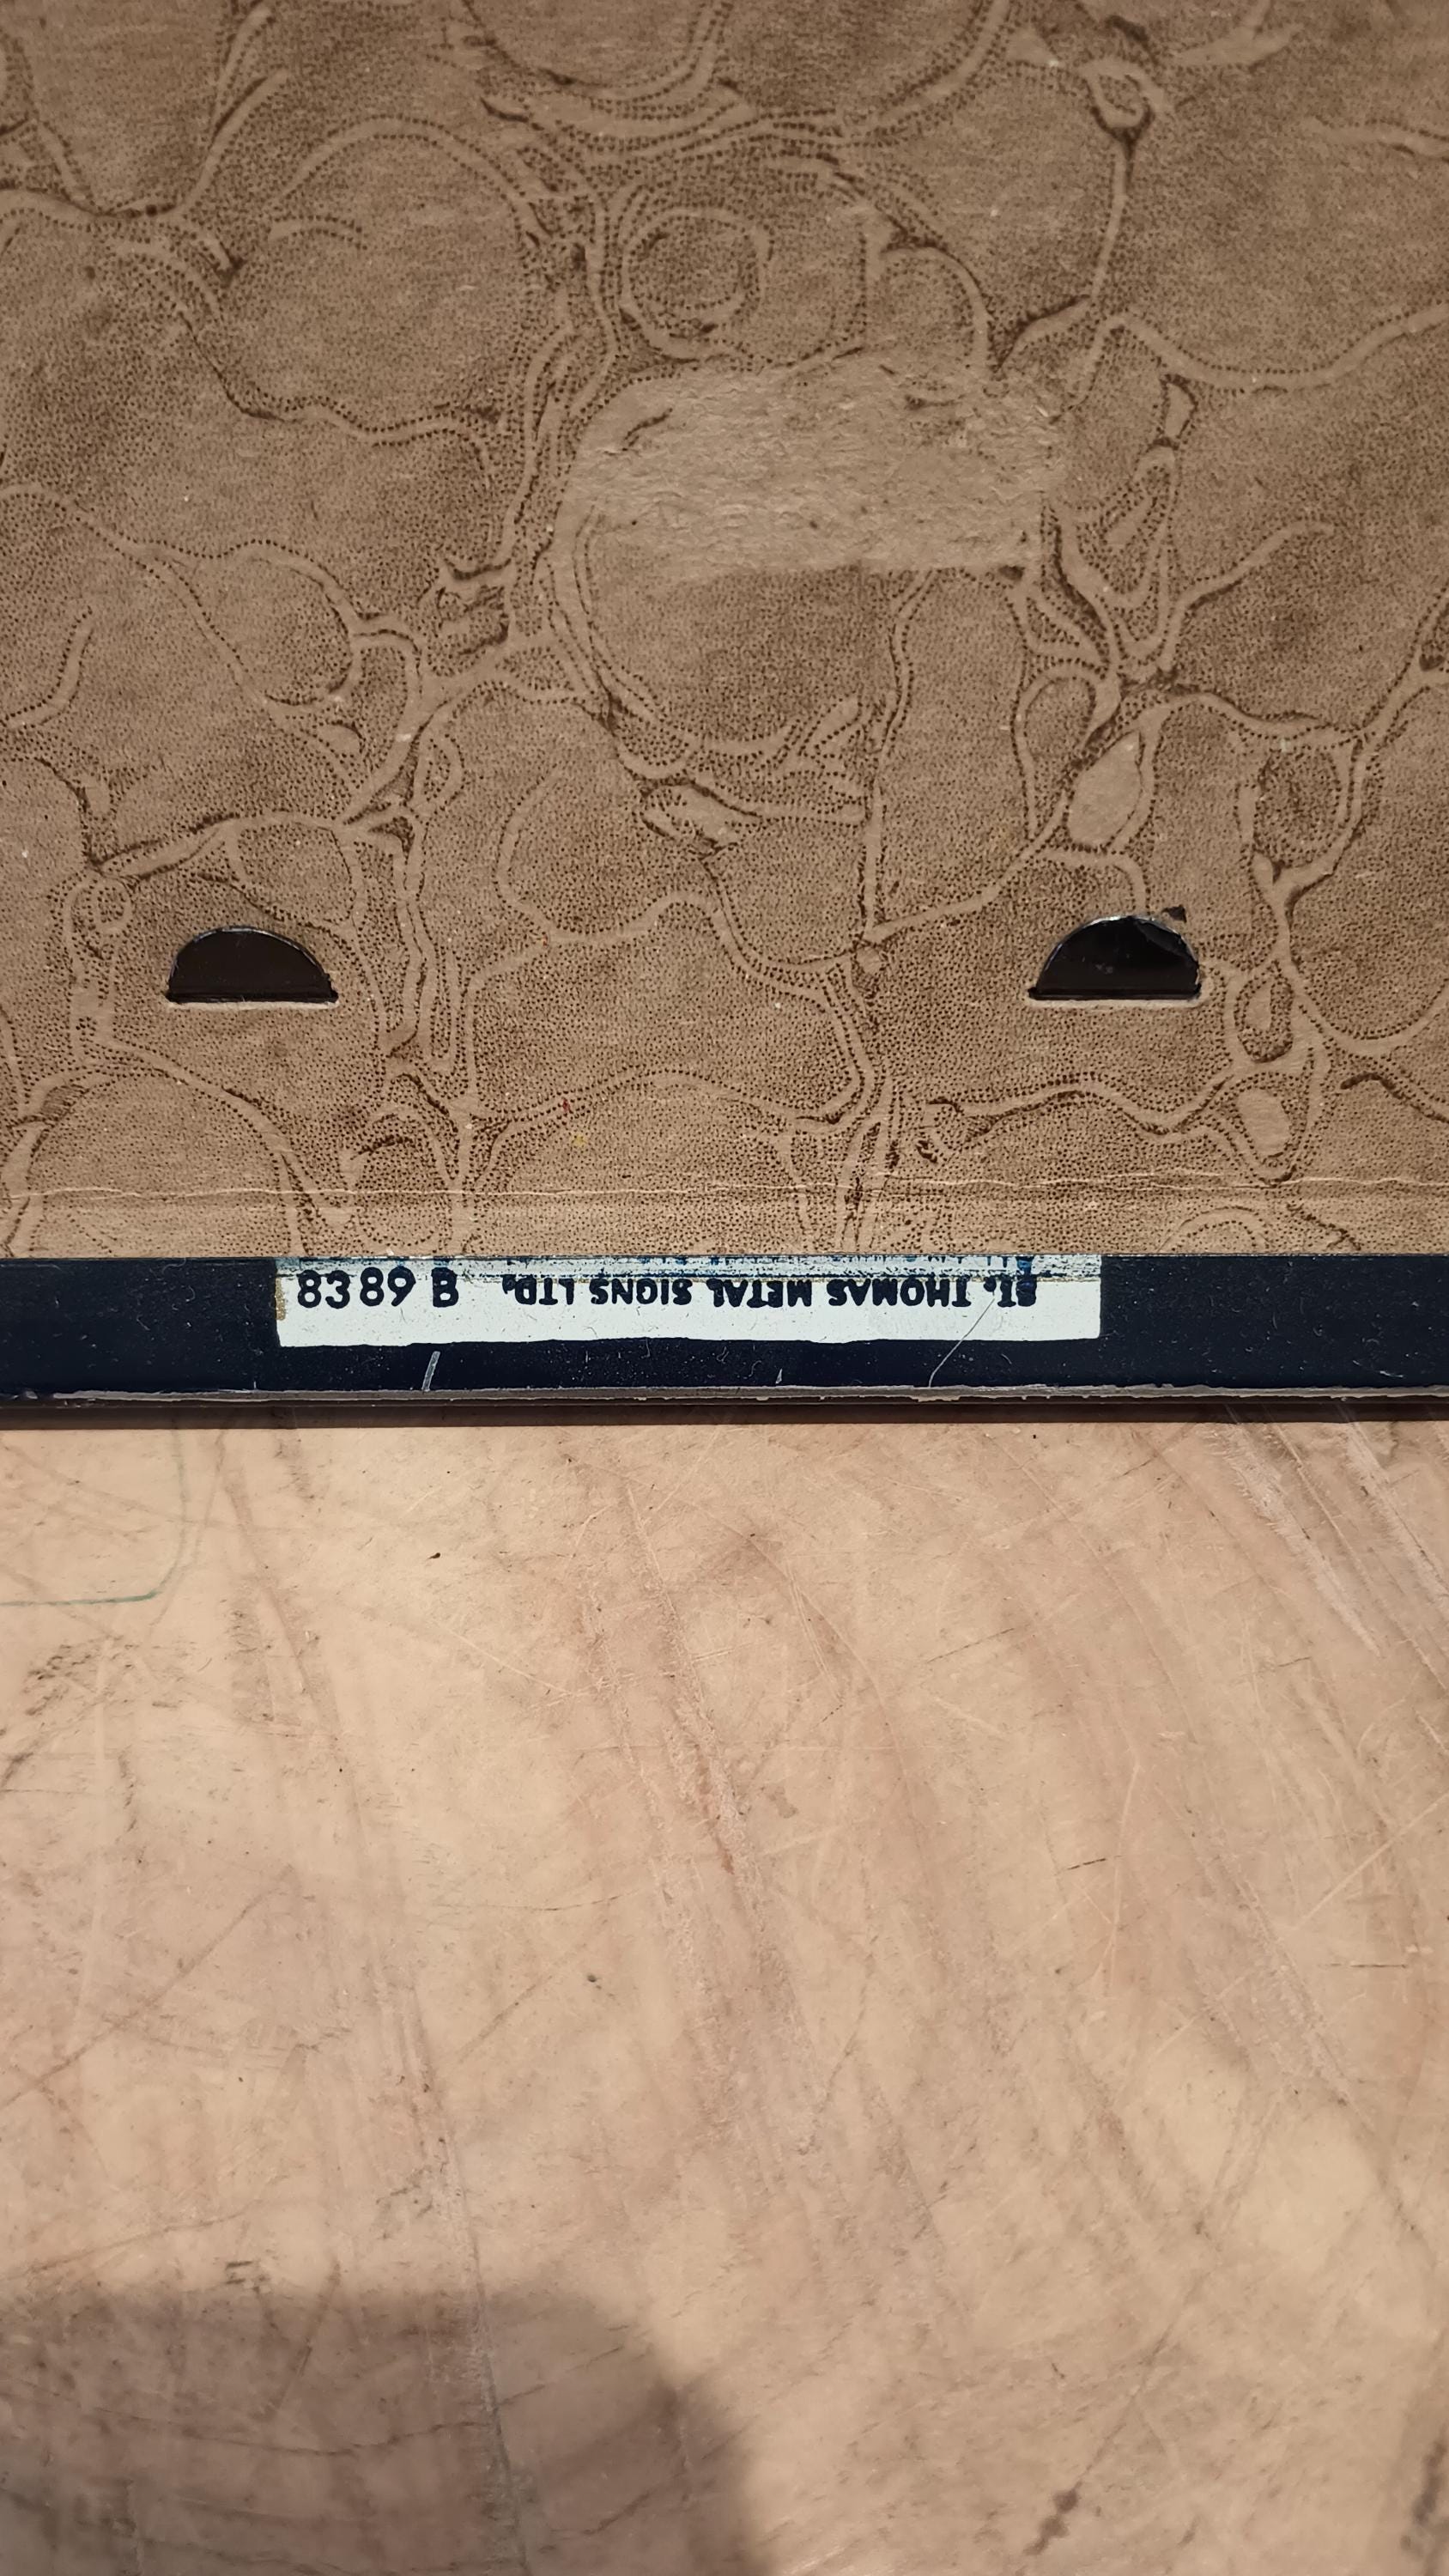 8389 B
ST. THOMAS METAL SIGNS LTD.